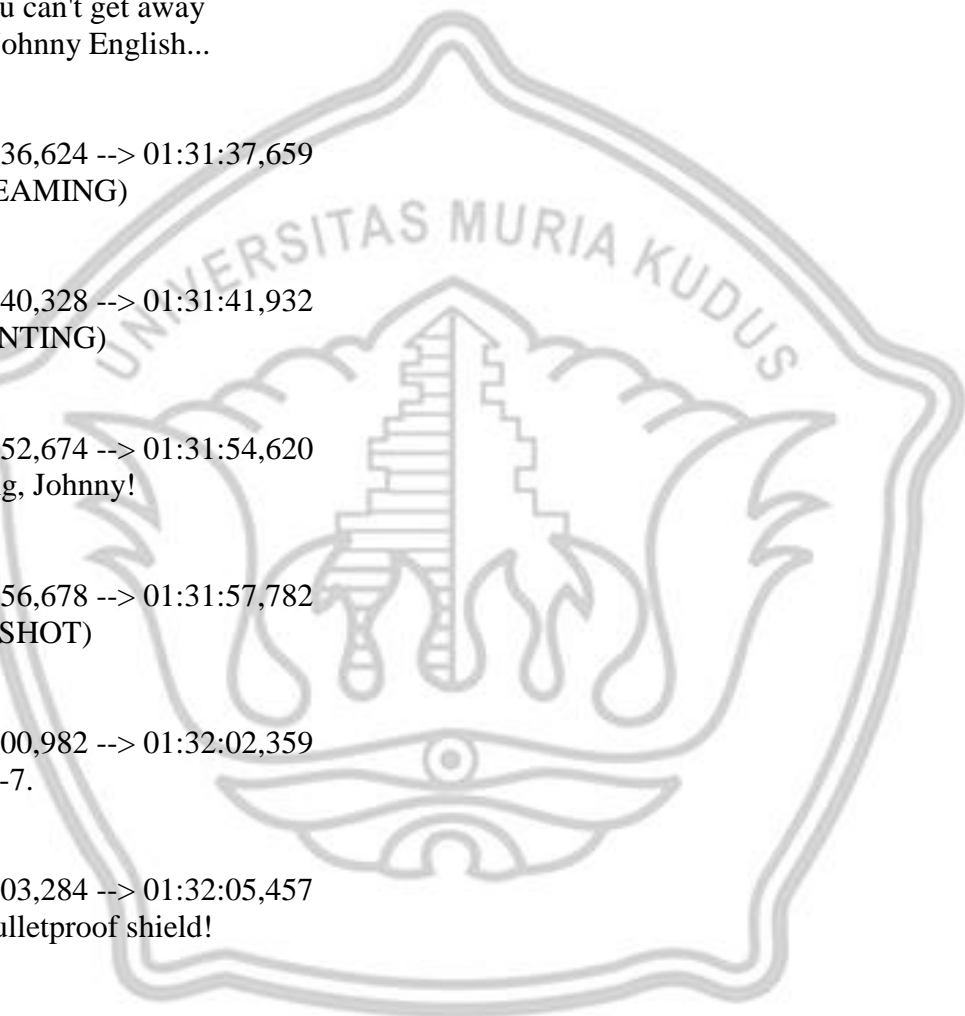 u can't get away
Johnny English...
36,624 --> 01:31:37,659
EAMING)
UNIVERSITAS MURIA KUDUS
40,328 --> 01:31:41,932
NTING)
52,674 --> 01:31:54,620
g, Johnny!
56,678 --> 01:31:57,782
SHOT)
00,982 --> 01:32:02,359
-7.
03,284 --> 01:32:05,457
ulletproof shield!